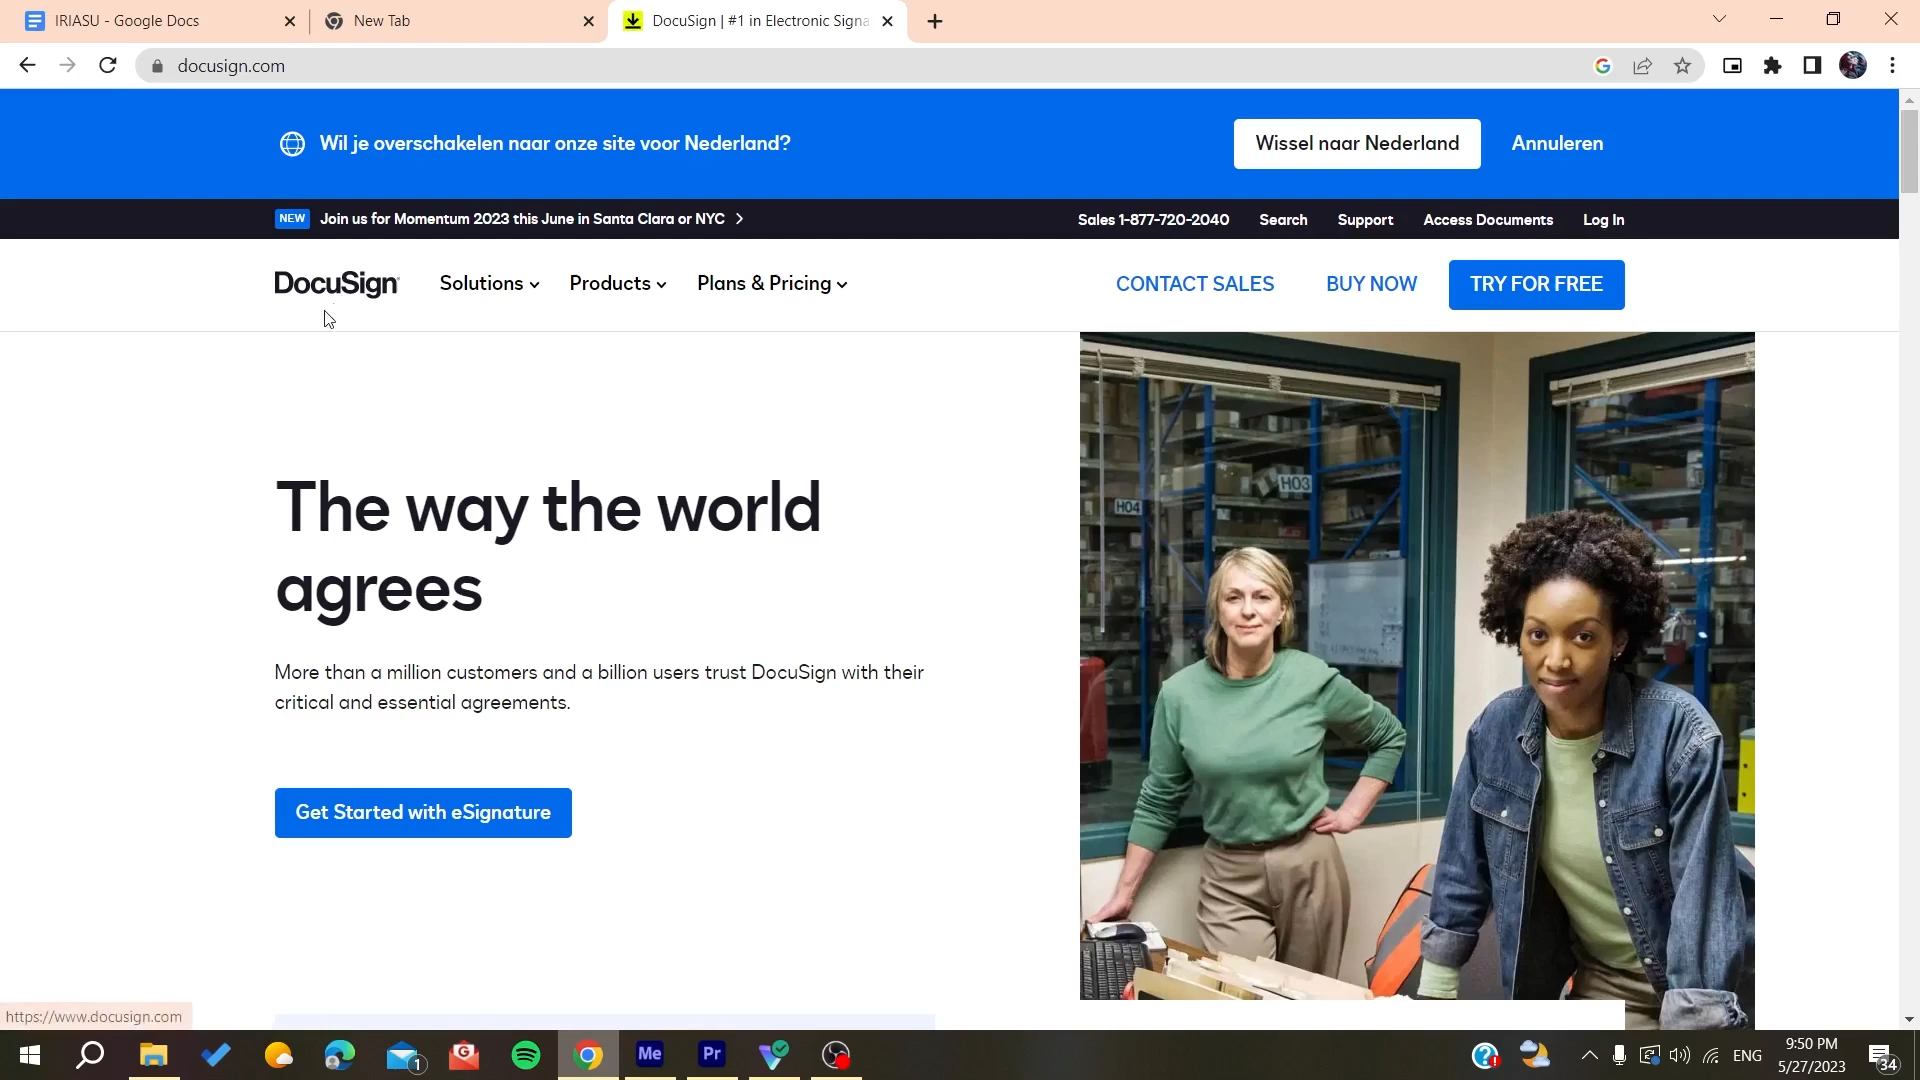 IRIASU - Google Docs
New Tab
DocuSign | #1 in Electronic Signa
docusign.com
Wil je overschakelen naar onze site voor Nederland?
Wissel naar Nederland
Annuleren
NEW Join us for Momentum 2023 this June in Santa Clara or NYC
Sales 1-877-720-2040
Search
Support
Access Documents
Log In
DocuSign
Solutions
Products
Plans & Pricing
CONTACT SALES
BUY NOW
TRY FOR FREE
The way the world
agrees
More than a million customers and a billion users trust DocuSign with their
critical and essential agreements.
Get Started with eSignature
H03
H04
https://www.docusign.com
1
Me
Pr
ENG
9:50 PM
5/27/2023
34